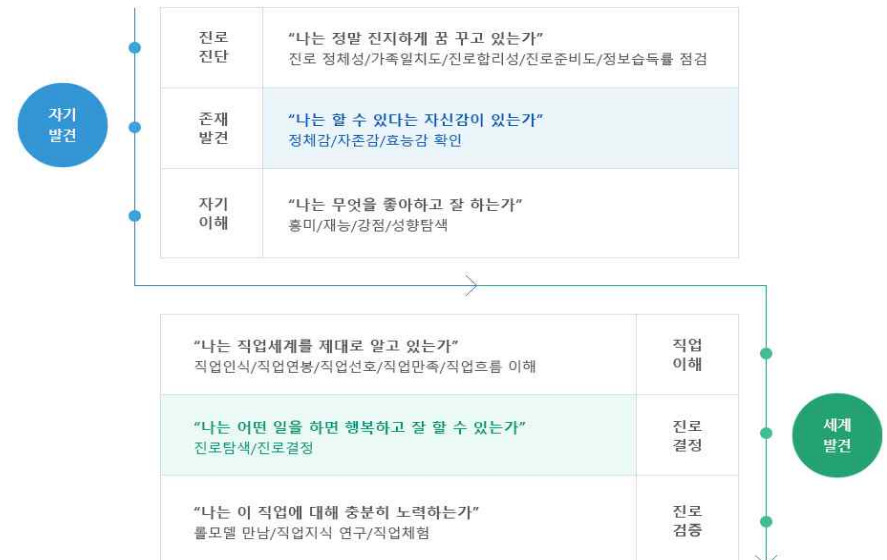 자기
발견
진로
진단
“나는 정말 진지하게 꿈 꾸고 있는가”
진로 정체성/가족일치도/진로합리성/진로준비도/정보습득률 점검
존재
발견
“나는 할 수 있다는 자신감이 있는가”
정체감/자존감/효능감 확인
자기
이해
“나는 무엇을 좋아하고 잘 하는가”
흥미/재능/강점/성향탐색
“나는 직업세계를 제대로 알고 있는가”
직업인식/직업연봉/직업선호/직업만족/직업흐름 이해
직업
이해
“나는 어떤 일을 하면 행복하고 잘 할 수 있는가”
진로탐색/진로결정
진로
결정
“나는 이 직업에 대해 충분히 노력하는가”
롤모델 만남/직업지식 연구/직업체험
진로
검증
세계
발견